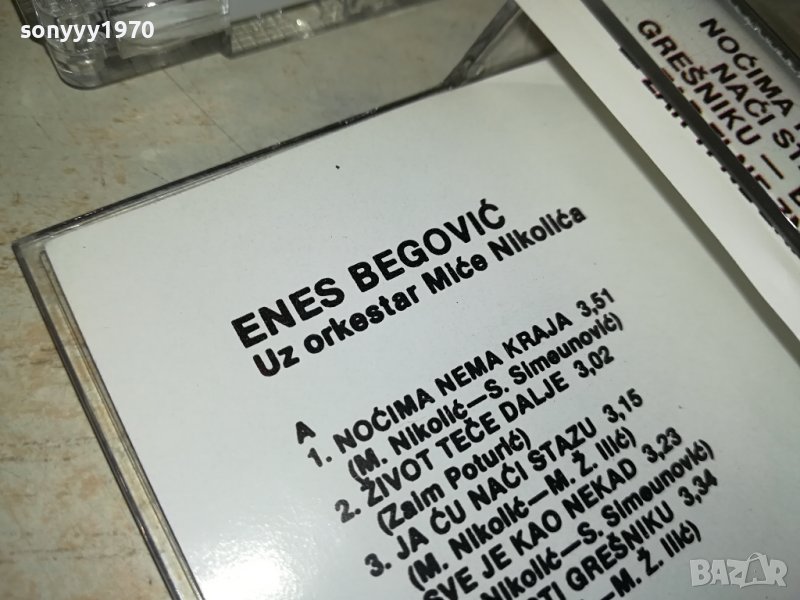 sonyyy1970
ENES BEGOVIĆ
Uz orkestar Miće Nikolića
A
1. NOĆIMA NEMA KRAJA 3,51
(M. Nikolić—S. Simeunović)
2. ŽIVOT TEČE DALJE 3,02
(Zaim Poturić)
3. JA ĆU NAĆI STAZU 3,15
(M. Nikolić—M. Ž. Ilić)
SVE JE KAO NEKAD 3,23
Nikolić—S. Simeunović)
GREŠNIKU 3,34
M. Ž. Ilić)
NOĆIMA
NAĆI
GREŠNIKU —
bazar.bg